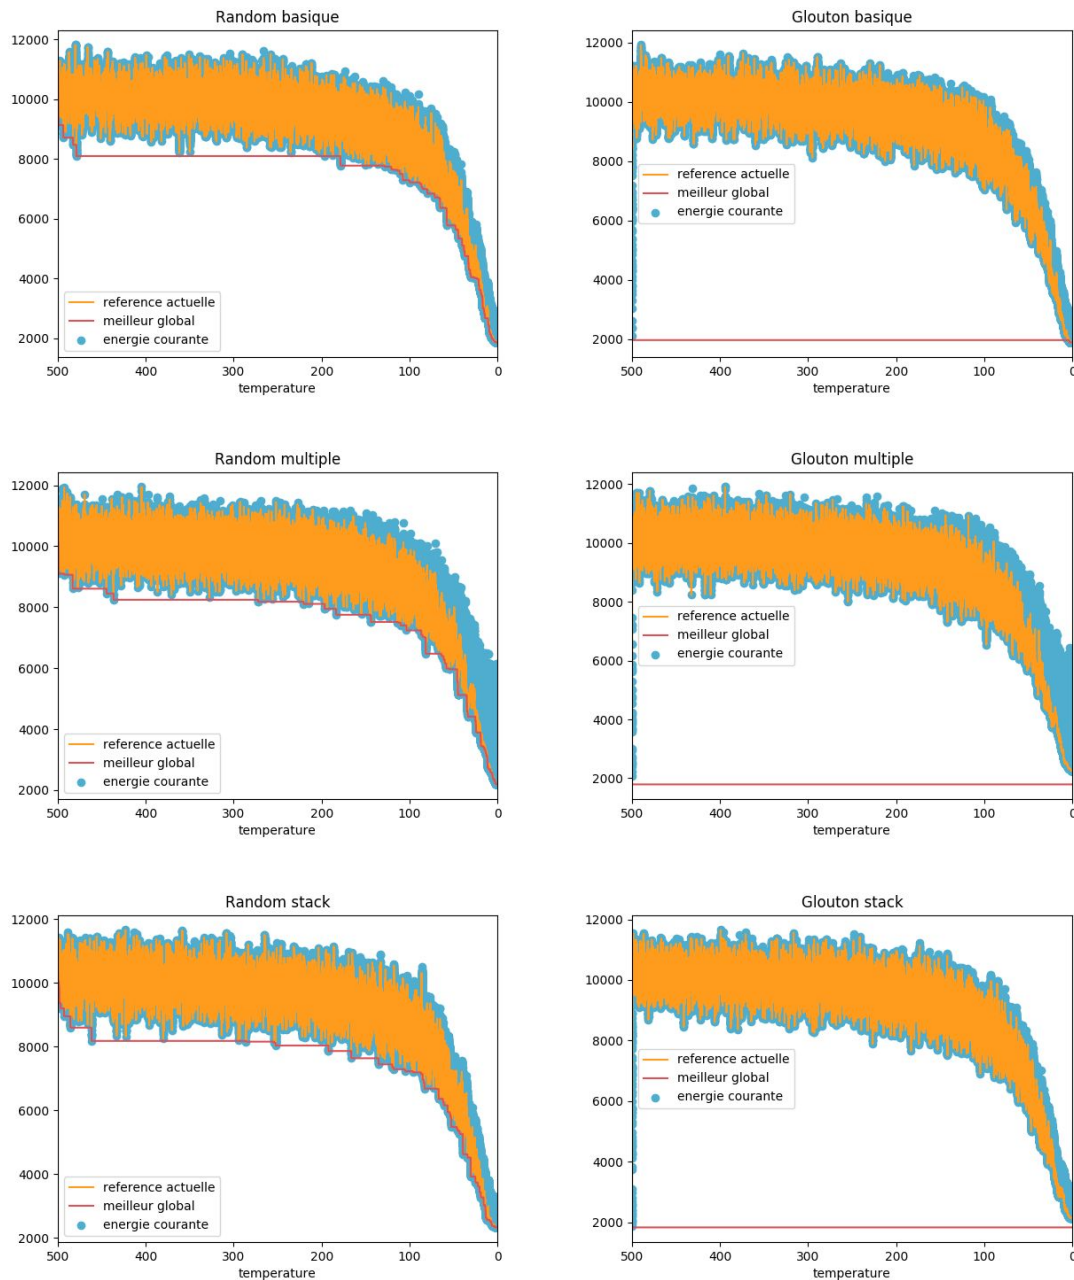 Random basique
12000
10000
8000
6000
4000
2000
reference actuelle
meilleur global
energie courante
500 400 300 200 100 0
temperature
Glouton basique
12000
10000
8000
6000
4000
2000
reference actuelle
meilleur global
energie courante
500 400 300 200 100 0
temperature
Random multiple
12000
10000
8000
6000
4000
2000
reference actuelle
meilleur global
energie courante
500 400 300 200 100 0
temperature
Glouton multiple
12000
10000
8000
6000
4000
2000
reference actuelle
meilleur global
energie courante
500 400 300 200 100 0
temperature
Random stack
12000
10000
8000
6000
4000
2000
reference actuelle
meilleur global
energie courante
500 400 300 200 100 0
temperature
Glouton stack
12000
10000
8000
6000
4000
2000
reference actuelle
meilleur global
energie courante
500 400 300 200 100 0
temperature